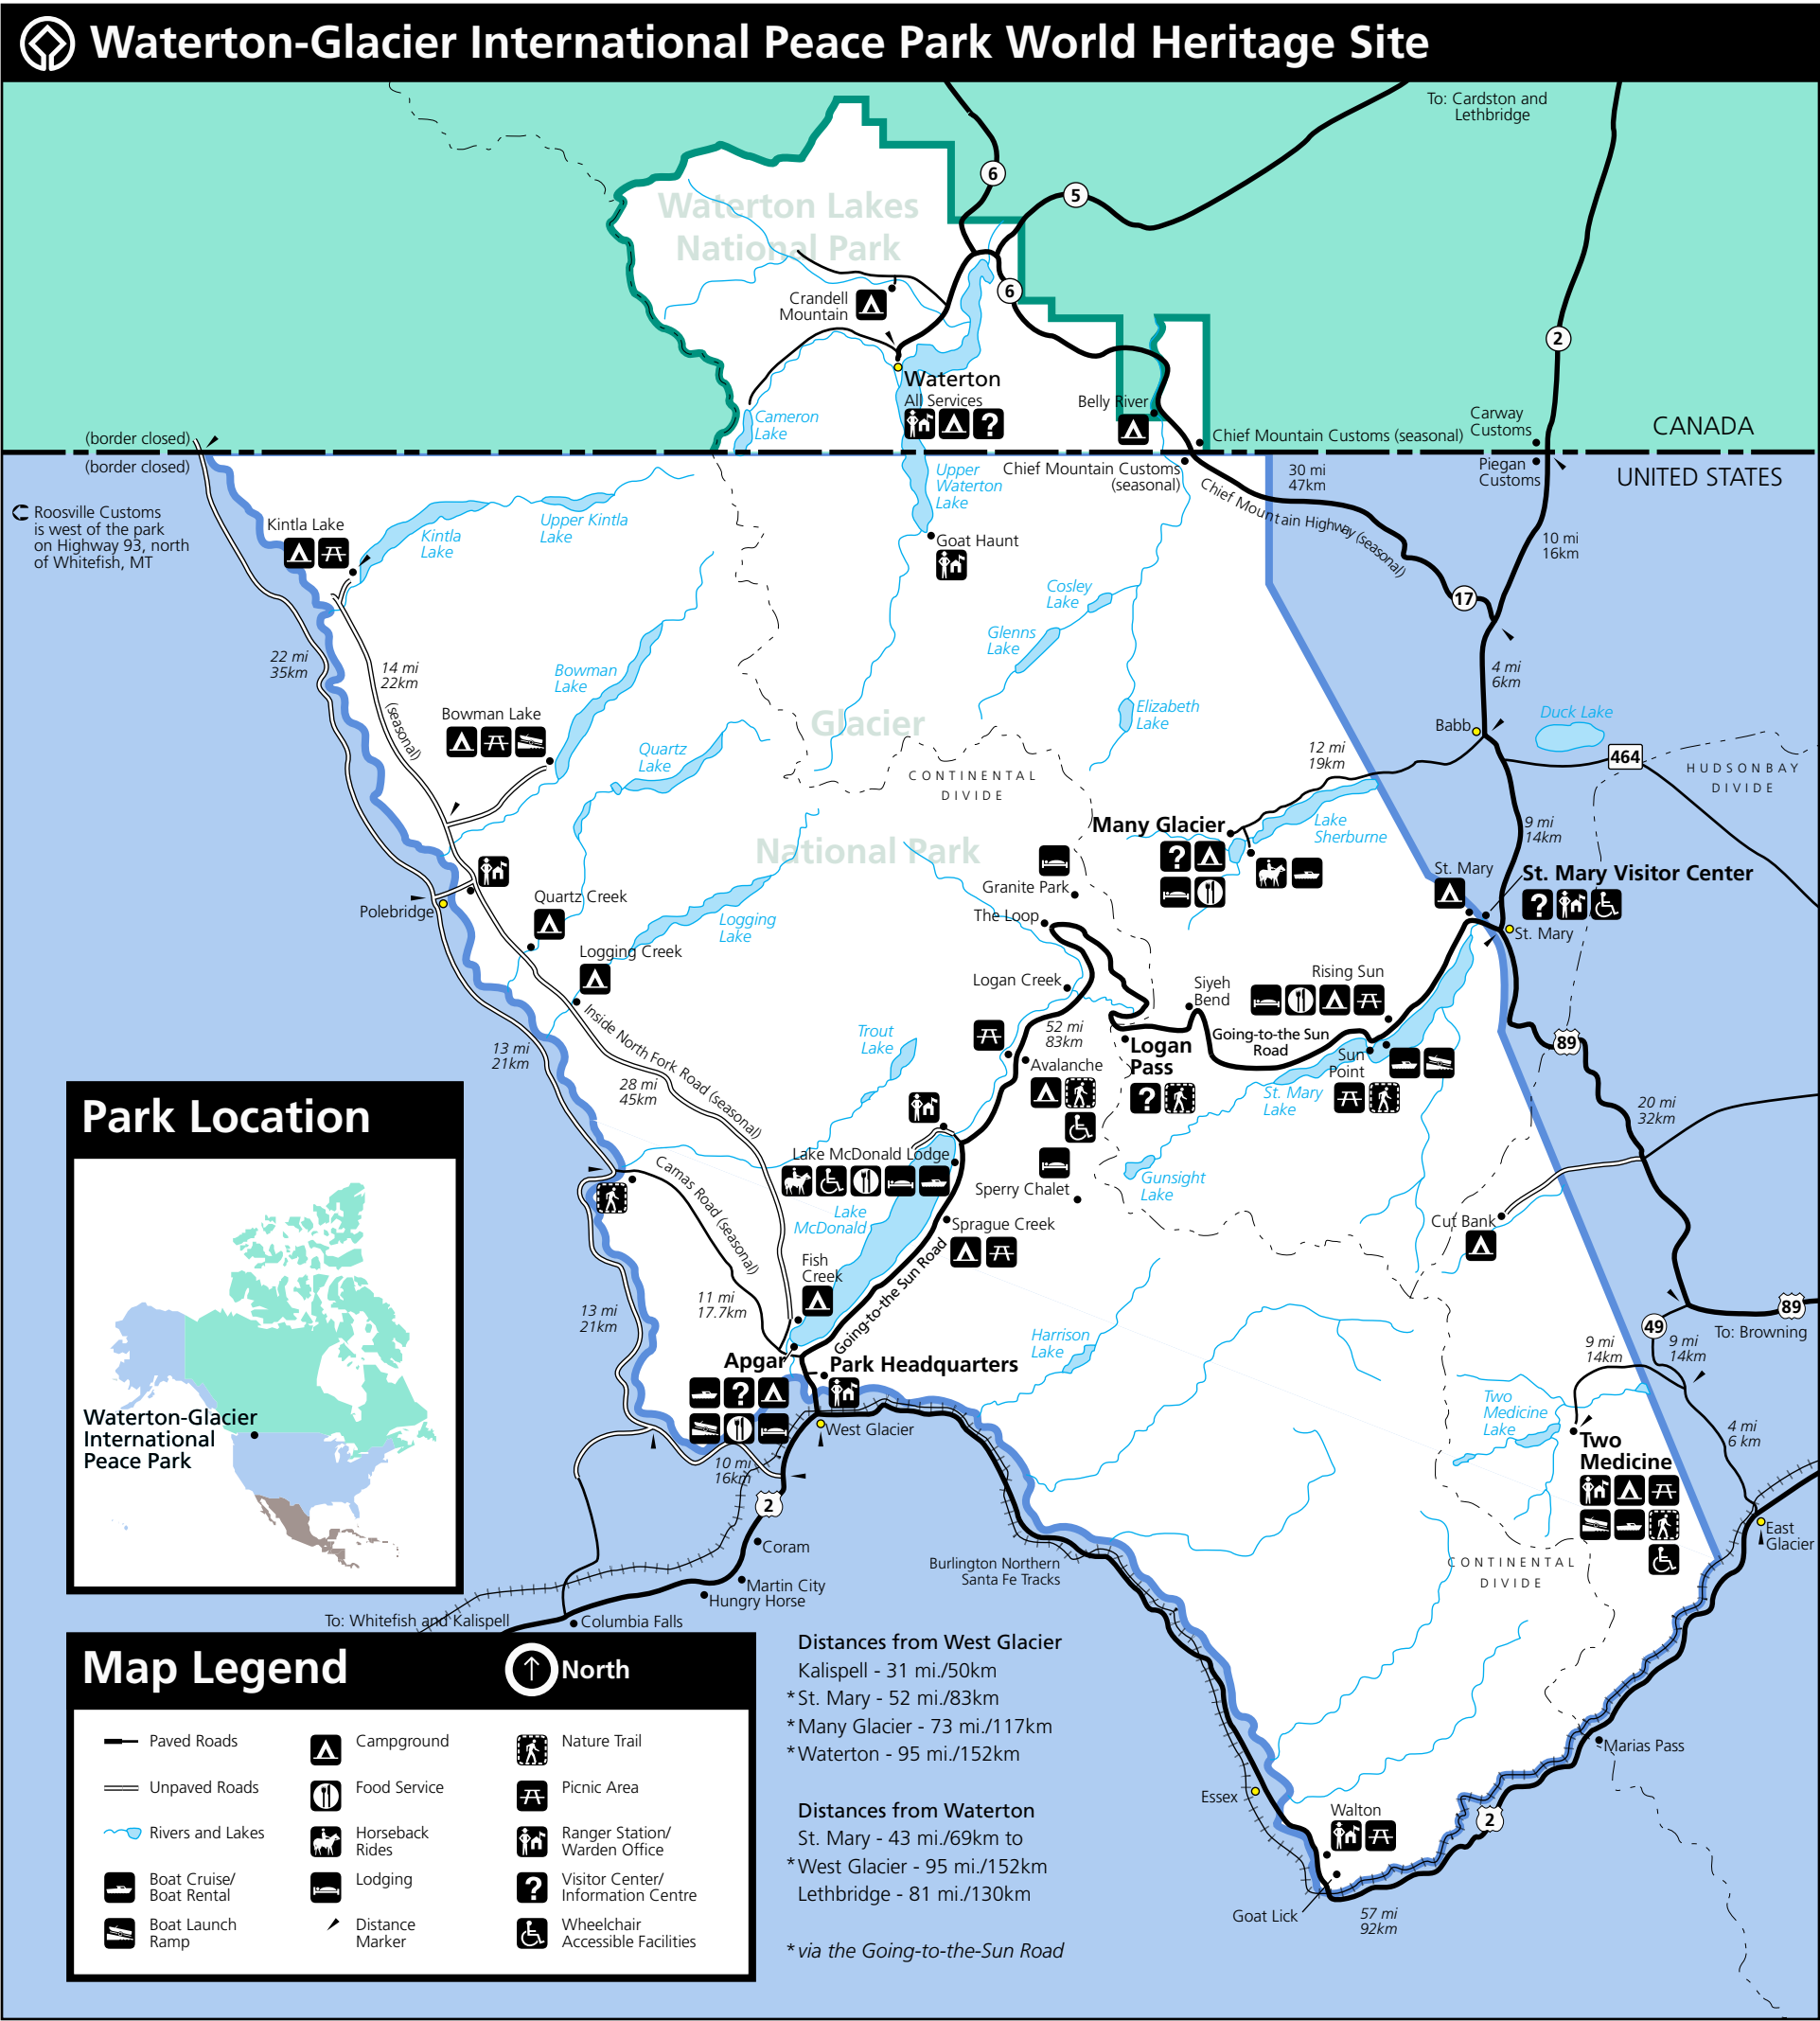 Waterton-Glacier International Peace Park World Heritage Site
To: Cardston and
Lethbridge
6
5
Waterton Lakes
National Park
6
Crandell
Mountain
2
Waterton
All Services
Cameron
Lake
Belly River
Carway
Customs
CANADA
(border closed)
Chief Mountain Customs (seasonal)
(border closed)
Chief Mountain Customs
(seasonal)
Upper
Waterton
Lake
30 mi
47km
Piegan
Customs
UNITED STATES
Chief Mountain Highway (seasonal)
Roosville Customs
is west of the park
on Highway 93, north
of Whitefish, MT
Kintla Lake
Kintla
Lake
Upper Kintla
Lake
Goat Haunt
10 mi
16km
Cosley
Lake
17
Glenns
Lake
22 mi
35km
14 mi
22km
(seasonal)
Bowman
Lake
4 mi
6km
Bowman Lake
Elizabeth
Lake
Glacier
Babb
Duck Lake
Quartz
Lake
12 mi
19km
464
CONTINENTAL
DIVIDE
HUDSONBAY
DIVIDE
Many Glacier
Lake
Sherburne
9 mi
14km
National Park
St. Mary
St. Mary Visitor Center
Granite Park
Polebridge
Quartz Creek
The Loop
Logging
Lake
St. Mary
Logging Creek
Logan Creek
Siyeh
Bend
Rising Sun
Inside North Fork Road (seasonal)
52 mi
83km
Going-to-the Sun
Road
Trout
Lake
Logan
Pass
89
13 mi
21km
Avalanche
Sun
Point
28 mi
45km
St. Mary
Lake
20 mi
32km
Park Location
Lake McDonald Lodge
Camas Road (seasonal)
Sperry Chalet
Gunsight
Lake
Lake
McDonald
Sprague Creek
Cut Bank
Fish
Creek
11 mi
17.7km
13 mi
21km
Going-to-the Sun Road
89
49
To: Browning
Harrison
Lake
9 mi
14km
9 mi
14km
Apgar
Park Headquarters
Two
Medicine
Lake
Waterton-Glacier
International
Peace Park
West Glacier
4 mi
6 km
Two
Medicine
10 mi
16km
2
East
Glacier
Coram
Burlington Northern
Santa Fe Tracks
CONTINENTAL
DIVIDE
Martin City
Hungry Horse
To: Whitefish and Kalispell
Columbia Falls
Map Legend
North
Paved Roads
Campground
Nature Trail
Unpaved Roads
Food Service
Picnic Area
Rivers and Lakes
Horseback
Rides
Ranger Station/
Warden Office
Boat Cruise/
Boat Rental
Lodging
Visitor Center/
Information Centre
Boat Launch
Ramp
Distance
Marker
Wheelchair
Accessible Facilities
Distances from West Glacier
Kalispell - 31 mi./50km
*St. Mary - 52 mi./83km
*Many Glacier - 73 mi./117km
*Waterton - 95 mi./152km
Distances from Waterton
St. Mary - 43 mi./69km to
*West Glacier - 95 mi./152km
Lethbridge - 81 mi./130km
*via the Going-to-the-Sun Road
Marias Pass
Essex
Walton
2
Goat Lick
57 mi
92km